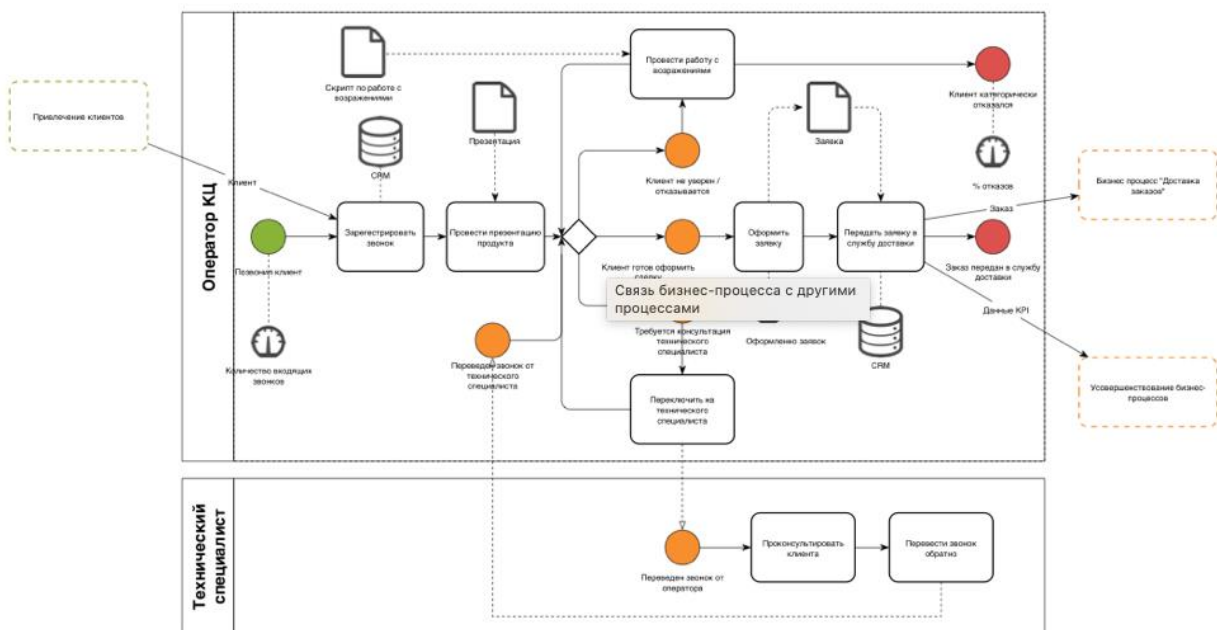 Привлечение клиентов
Оператор КЦ
Скрипт по работе с
возражениями
CRM
Презентация
Провести работу с
возражениями
Клиент не уверен /
отказывается
Заявка
Клиент категорически
отказался
% отказов
Бизнес процесс "Доставка
заказов"
Клиент
Позвонил клиент
Зарегестрировать
звонок
Провести презентацию
продукта
Клиент готов оформить
Оформить
заявку
Передать заявку в
службу доставки
Заказ
Заказ передан в службу
доставки
Связь бизнес-процесса с другими
процессами
Данные KPI
Требуется консультация
технического
специалиста
Оформленно заявок
CRM
Количество входящих
звонков
Переведен звонок от
технического
специалиста
Переключить на
технического
специалиста
Усовершенствование бизнес-
процессов
Технический
специалист
Переведен звонок от
оператора
Проконсультировать
клиента
Перевести звонок
обратно